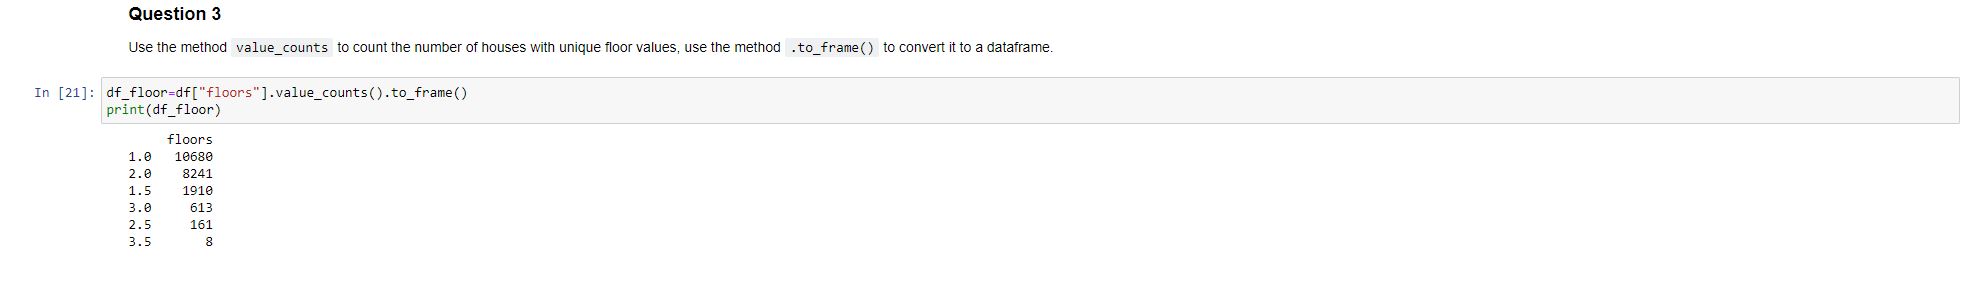 Question 3
Use the method value_counts to count the number of houses with unique floor values, use the method .to_frame() to convert it to a dataframe.
In [21]: df_floor=df["floors"].value_counts().to_frame()
print(df_floor)
floors
1.0 10680
2.0 8241
1.5 1910
3.0 613
2.5 161
3.5 8